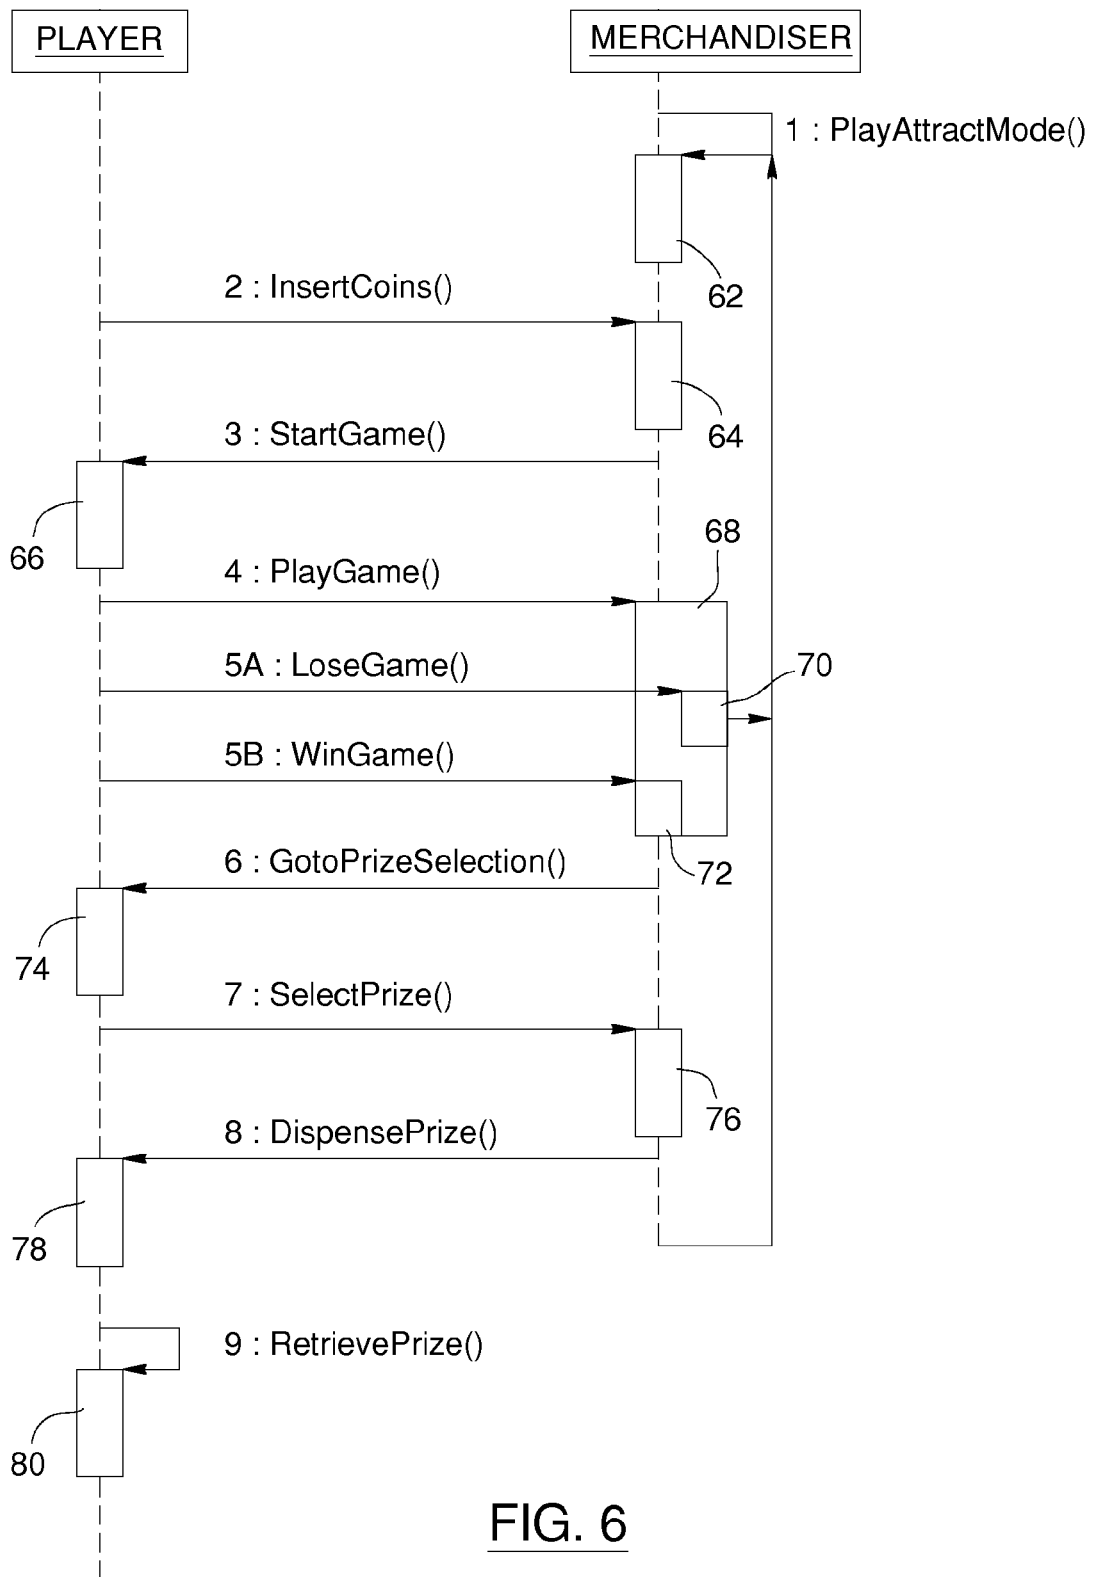 PLAYER
MERCHANDISER
1 : PlayAttractMode()
62
2 : InsertCoins()
64
3 : StartGame()
66
68
4 : PlayGame()
5A : LoseGame()
70
5B : WinGame()
72
6 : GotoPrizeSelection()
74
7 : SelectPrize()
76
8 : DispensePrize()
78
9 : RetrievePrize()
80
FIG. 6